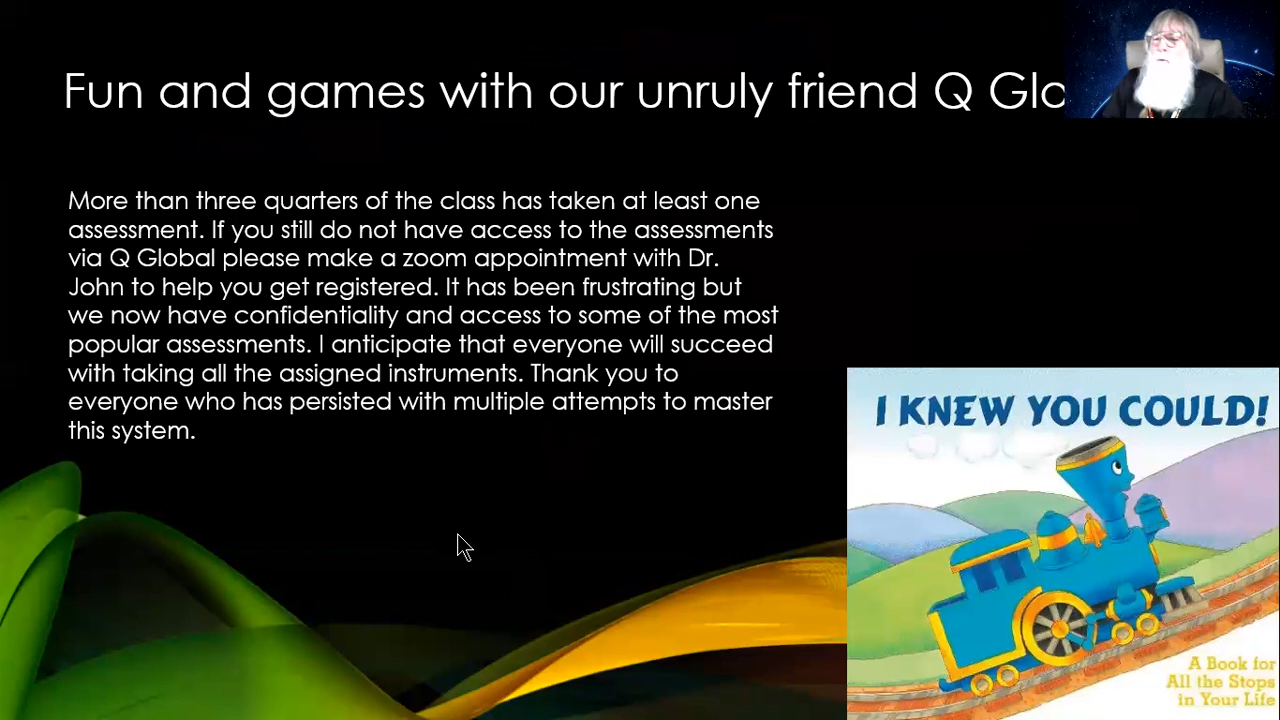 Fun and games with our unruly friend Q Glo
More than three quarters of the class has taken at least one
assessment. If you still do not have access to the assessments
via Q Global please make a zoom appointment with Dr.
John to help you get registered. It has been frustrating but
we now have confidentiality and access to some of the most
popular assessments. I anticipate that everyone will succeed
with taking all the assigned instruments. Thank you to
everyone who has persisted with multiple attempts to master
this system.
I KNEW YOU COULD!
A Book for
All the Stops
in Your Life